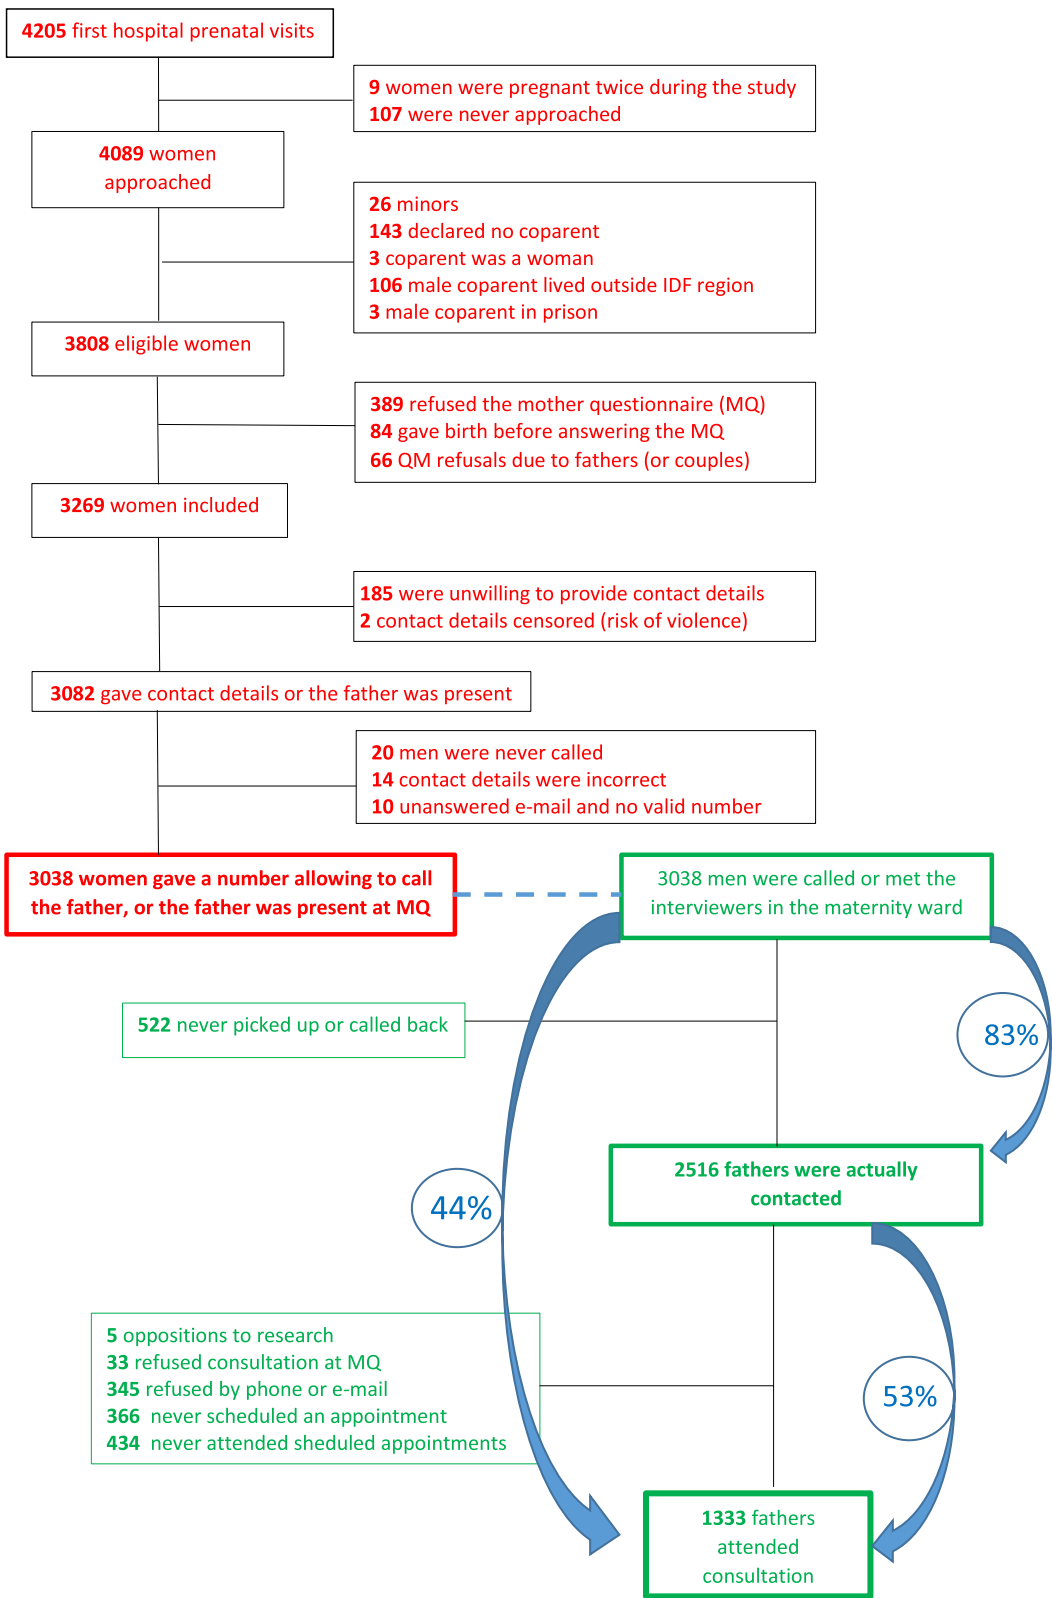 4205 first hospital prenatal visits
9 women were pregnant twice during the study
107 were never approached
4089 women
approached
26 minors
143 declared no coparent
3 coparent was a woman
106 male coparent lived outside IDF region
3 male coparent in prison
3808 eligible women
389 refused the mother questionnaire (MQ)
84 gave birth before answering the MQ
66 QM refusals due to fathers (or couples)
3269 women included
185 were unwilling to provide contact details
2 contact details censored (risk of violence)
3082 gave contact details or the father was present
20 men were never called
14 contact details were incorrect
10 unanswered e-mail and no valid number
3038 women gave a number allowing to call
the father, or the father was present at MQ
3038 men were called or met the
interviewers in the maternity ward
522 never picked up or called back
83%
2516 fathers were actually
contacted
44%
5 oppositions to research
33 refused consultation at MQ
345 refused by phone or e-mail
366 never scheduled an appointment
434 never attended sheduled appointments
53%
1333 fathers
attended
consultation